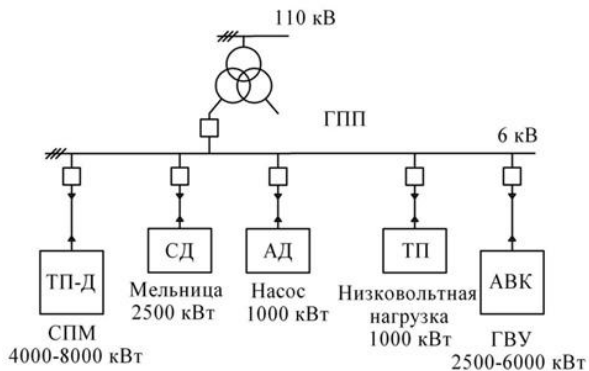 110 кВ
ГПП
6 кВ
ТП-Д
СД
АД
ТП
АВК
СПМ
4000-8000 кВт
Мельница
2500 кВт
Насос
1000 кВт
Низковольтная
нагрузка
1000 кВт
ГВУ
2500-6000 кВт